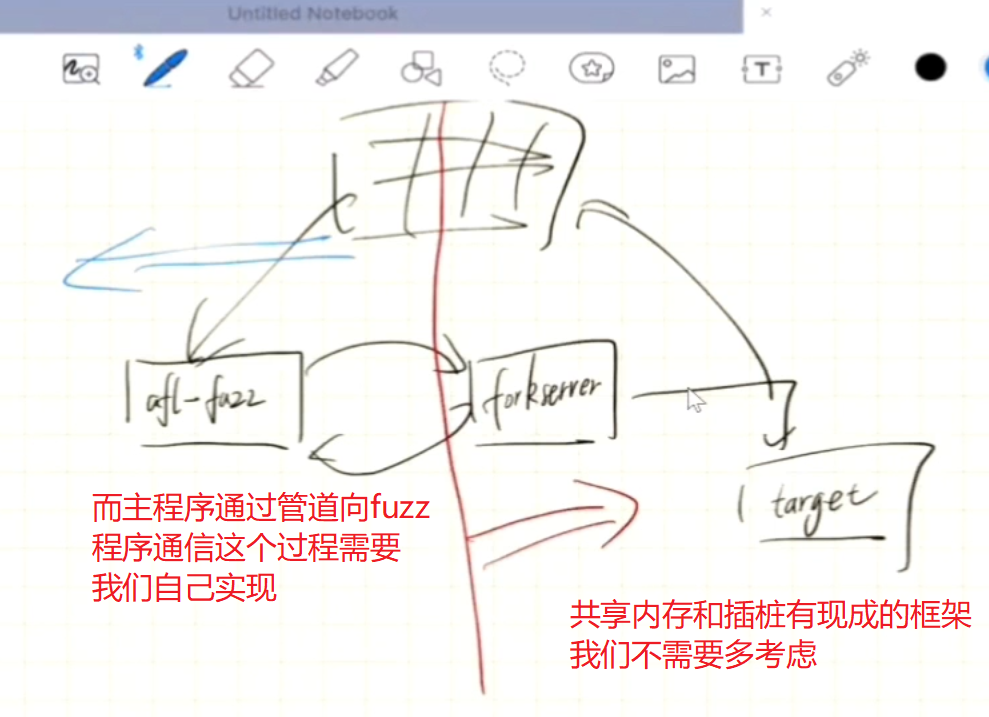 Untitled Notebook
T
afl-fuzz
forkserver
target
而主程序通过管道向fuzz
程序通信这个过程需要
我们自己实现
共享内存和插桩有现成的框架
我们不需要多考虑